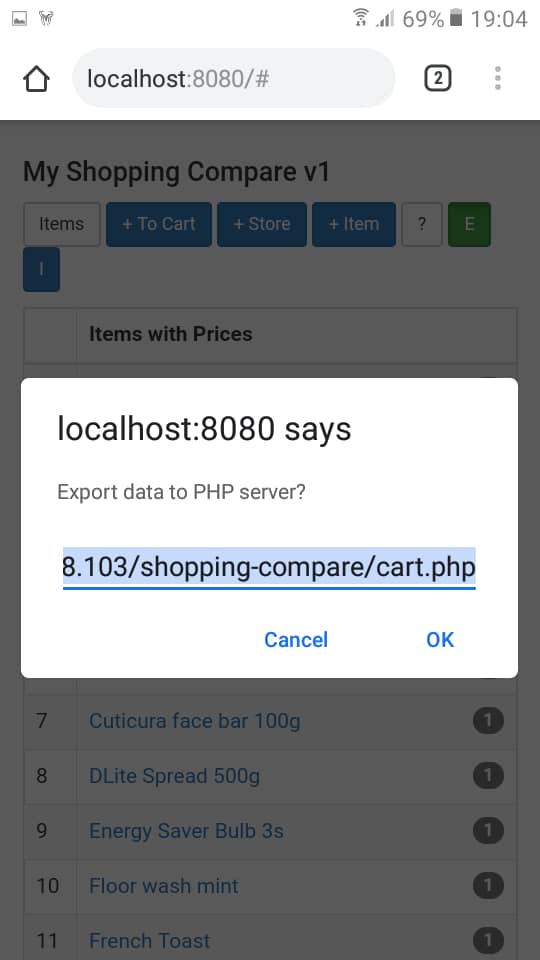 69% 19:04
localhost:8080/# 2
My Shopping Compare v1
Items + To Cart + Store + Item ? E
I
Items with Prices
localhost:8080 says
Export data to PHP server?
8.103/shopping-compare/cart.php
Cancel OK
7 Cuticura face bar 100g 1
8 DLite Spread 500g 1
9 Energy Saver Bulb 3s 1
10 Floor wash mint 1
11 French Toast 1